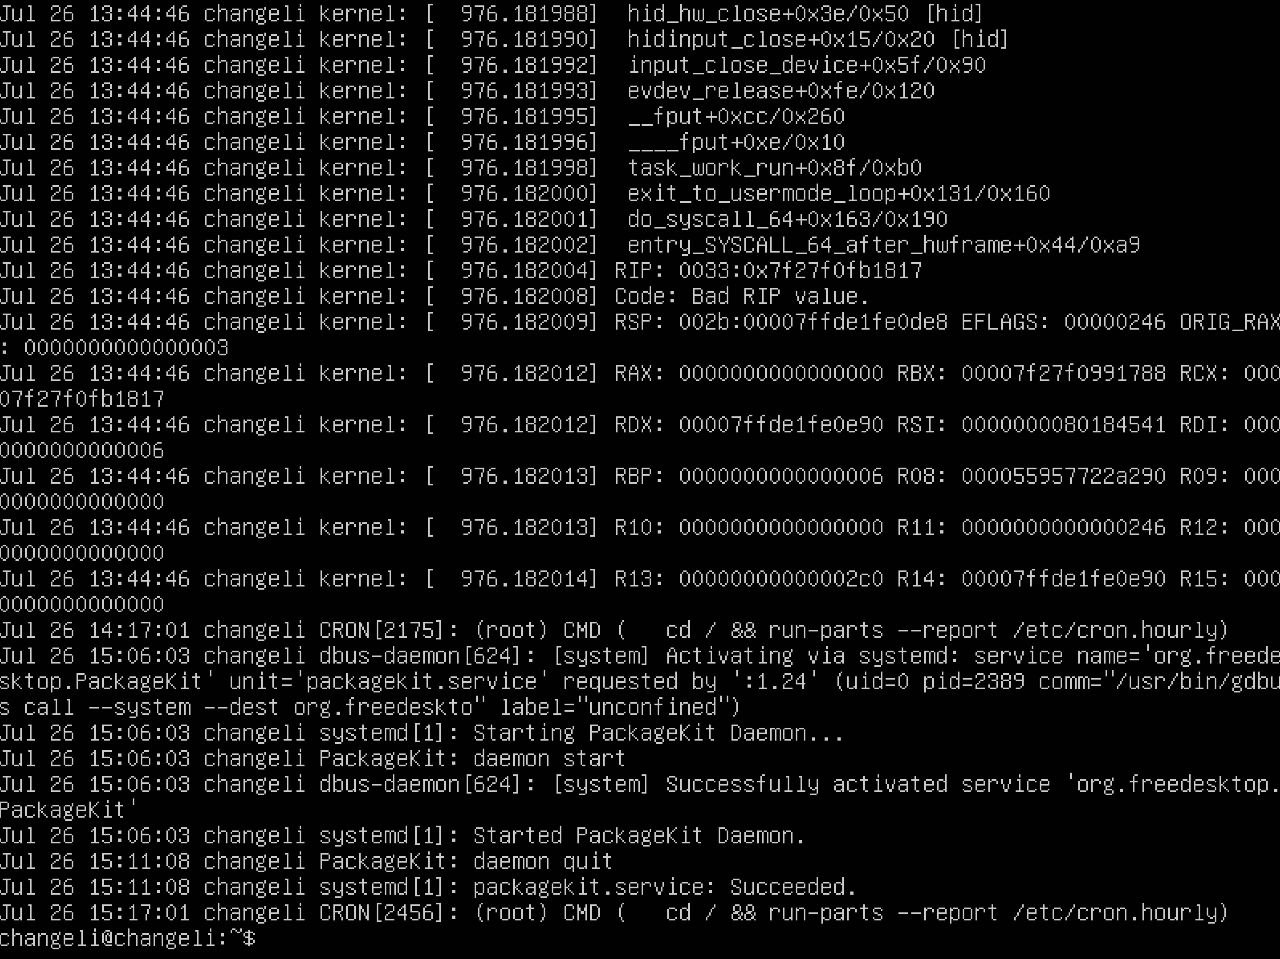 Jul 26 13:44:46 changeli kernel: [  976.181988]  hid_hw_close+0x3e/0x50 [hid]
Jul 26 13:44:46 changeli kernel: [  976.181990]  hidinput_close+0x15/0x20 [hid]
Jul 26 13:44:46 changeli kernel: [  976.181992]  input_close_device+0x5f/0x90
Jul 26 13:44:46 changeli kernel: [  976.181993]  evdev_release+0xfe/0x120
Jul 26 13:44:46 changeli kernel: [  976.181995]  __fput+0xcc/0x260
Jul 26 13:44:46 changeli kernel: [  976.181996]  ____fput+0xe/0x10
Jul 26 13:44:46 changeli kernel: [  976.181998]  task_work_run+0x8f/0xb0
Jul 26 13:44:46 changeli kernel: [  976.182000]  exit_to_usermode_loop+0x131/0x160
Jul 26 13:44:46 changeli kernel: [  976.182001]  do_syscall_64+0x163/0x190
Jul 26 13:44:46 changeli kernel: [  976.182002]  entry_SYSCALL_64_after_hwframe+0x44/0xa9
Jul 26 13:44:46 changeli kernel: [  976.182004] RIP: 0033:0x7f27f0fb1817
Jul 26 13:44:46 changeli kernel: [  976.182008] Code: Bad RIP value.
Jul 26 13:44:46 changeli kernel: [  976.182009] RSP: 002b:00007ffde1fe0de8 EFLAGS: 00000246 ORIG_RAX
: 0000000000000003
Jul 26 13:44:46 changeli kernel: [  976.182012] RAX: 0000000000000000 RBX: 00007f27f0991788 RCX: 000
07f27f0fb1817
Jul 26 13:44:46 changeli kernel: [  976.182012] RDX: 00007ffde1fe0e90 RSI: 0000000080184541 RDI: 000
0000000000006
Jul 26 13:44:46 changeli kernel: [  976.182013] RBP: 0000000000000006 R08: 000055957722a290 R09: 000
0000000000000
Jul 26 13:44:46 changeli kernel: [  976.182013] R10: 0000000000000000 R11: 0000000000000246 R12: 000
0000000000000
Jul 26 13:44:46 changeli kernel: [  976.182014] R13: 00000000000002c0 R14: 00007ffde1fe0e90 R15: 000
0000000000000
Jul 26 14:17:01 changeli CRON[2175]: (root) CMD (   cd / && run-parts --report /etc/cron.hourly)
Jul 26 15:06:03 changeli dbus-daemon[624]: [system] Activating via systemd: service name='org.freede
sktop.PackageKit' unit='packagekit.service' requested by ':1.24' (uid=0 pid=2389 comm="/usr/bin/gdbu
s call --system --dest org.freedeskto" label="unconfined")
Jul 26 15:06:03 changeli systemd[1]: Starting PackageKit Daemon...
Jul 26 15:06:03 changeli PackageKit: daemon start
Jul 26 15:06:03 changeli dbus-daemon[624]: [system] Successfully activated service 'org.freedesktop.
PackageKit'
Jul 26 15:06:03 changeli systemd[1]: Started PackageKit Daemon.
Jul 26 15:11:08 changeli PackageKit: daemon quit
Jul 26 15:11:08 changeli systemd[1]: packagekit.service: Succeeded.
Jul 26 15:17:01 changeli CRON[2456]: (root) CMD (   cd / && run-parts --report /etc/cron.hourly)
changeli@changeli:~$